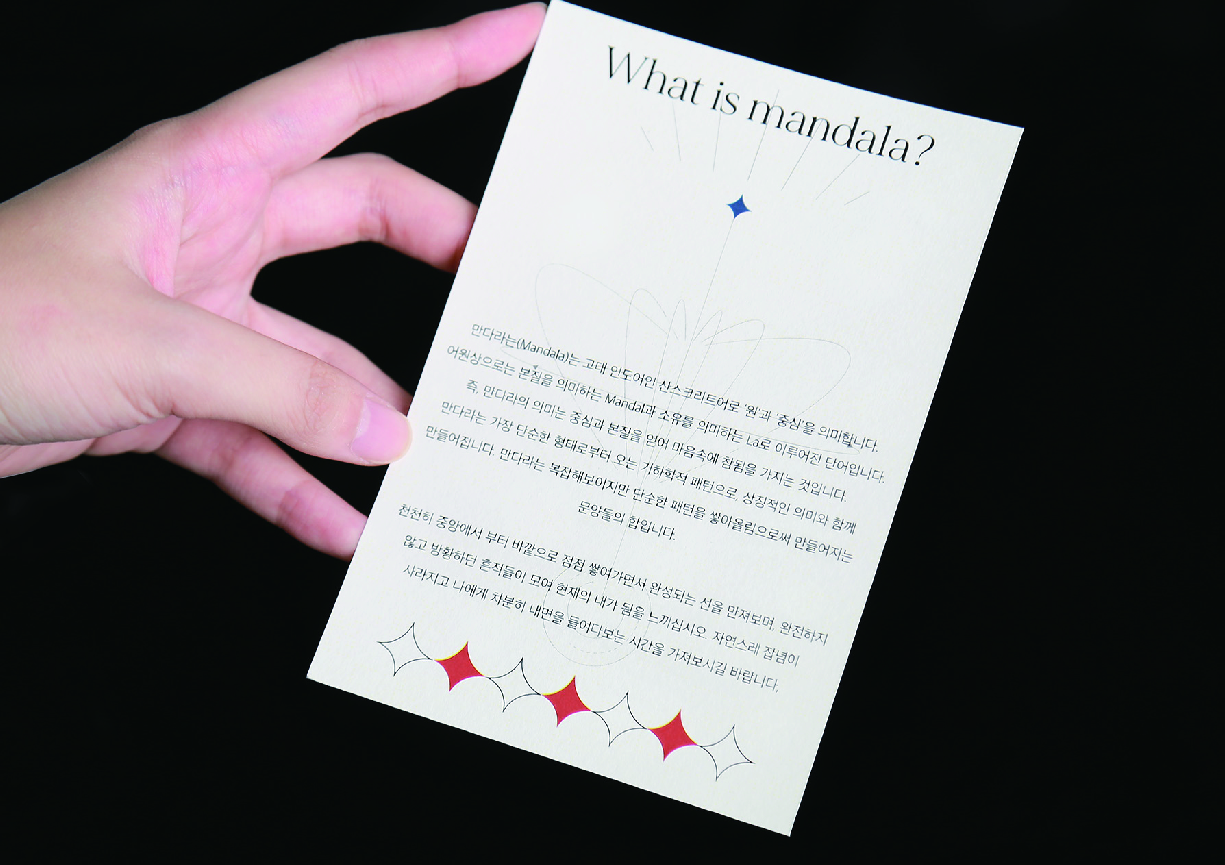 What is mandala?
만다라는(Mandala)는 고대 인도어인 산스크리트어로 '원'과 '중심'을 의미합니다.
어원상으로는 본질을 의미하는 Mandal과 소유를 의미하는 La로 이루어진 단어입니다.
즉, 만다라의 의미는 중심과 본질을 얻어 마음속에 참됨을 가지는 것입니다.
만다라는 가장 단순한 형태로부터 오는 기하학적 패턴으로, 상징적인 의미와 함께
만들어집니다. 만다라는 복잡해보이지만 단순한 패턴을 쌓아올림으로써 만들어지는
문양들의 합입니다.
천천히 중앙에서 부터 바깥으로 점점 쌓여가면서 완성되는 선을 만져보며, 완전하지
않고 방황하던 흔적들이 모여 현재의 내가 됨을 느끼십시오. 자연스레 잡념이
사라지고 나에게 차분히 내면을 들여다보는 시간을 가져보시길 바랍니다.